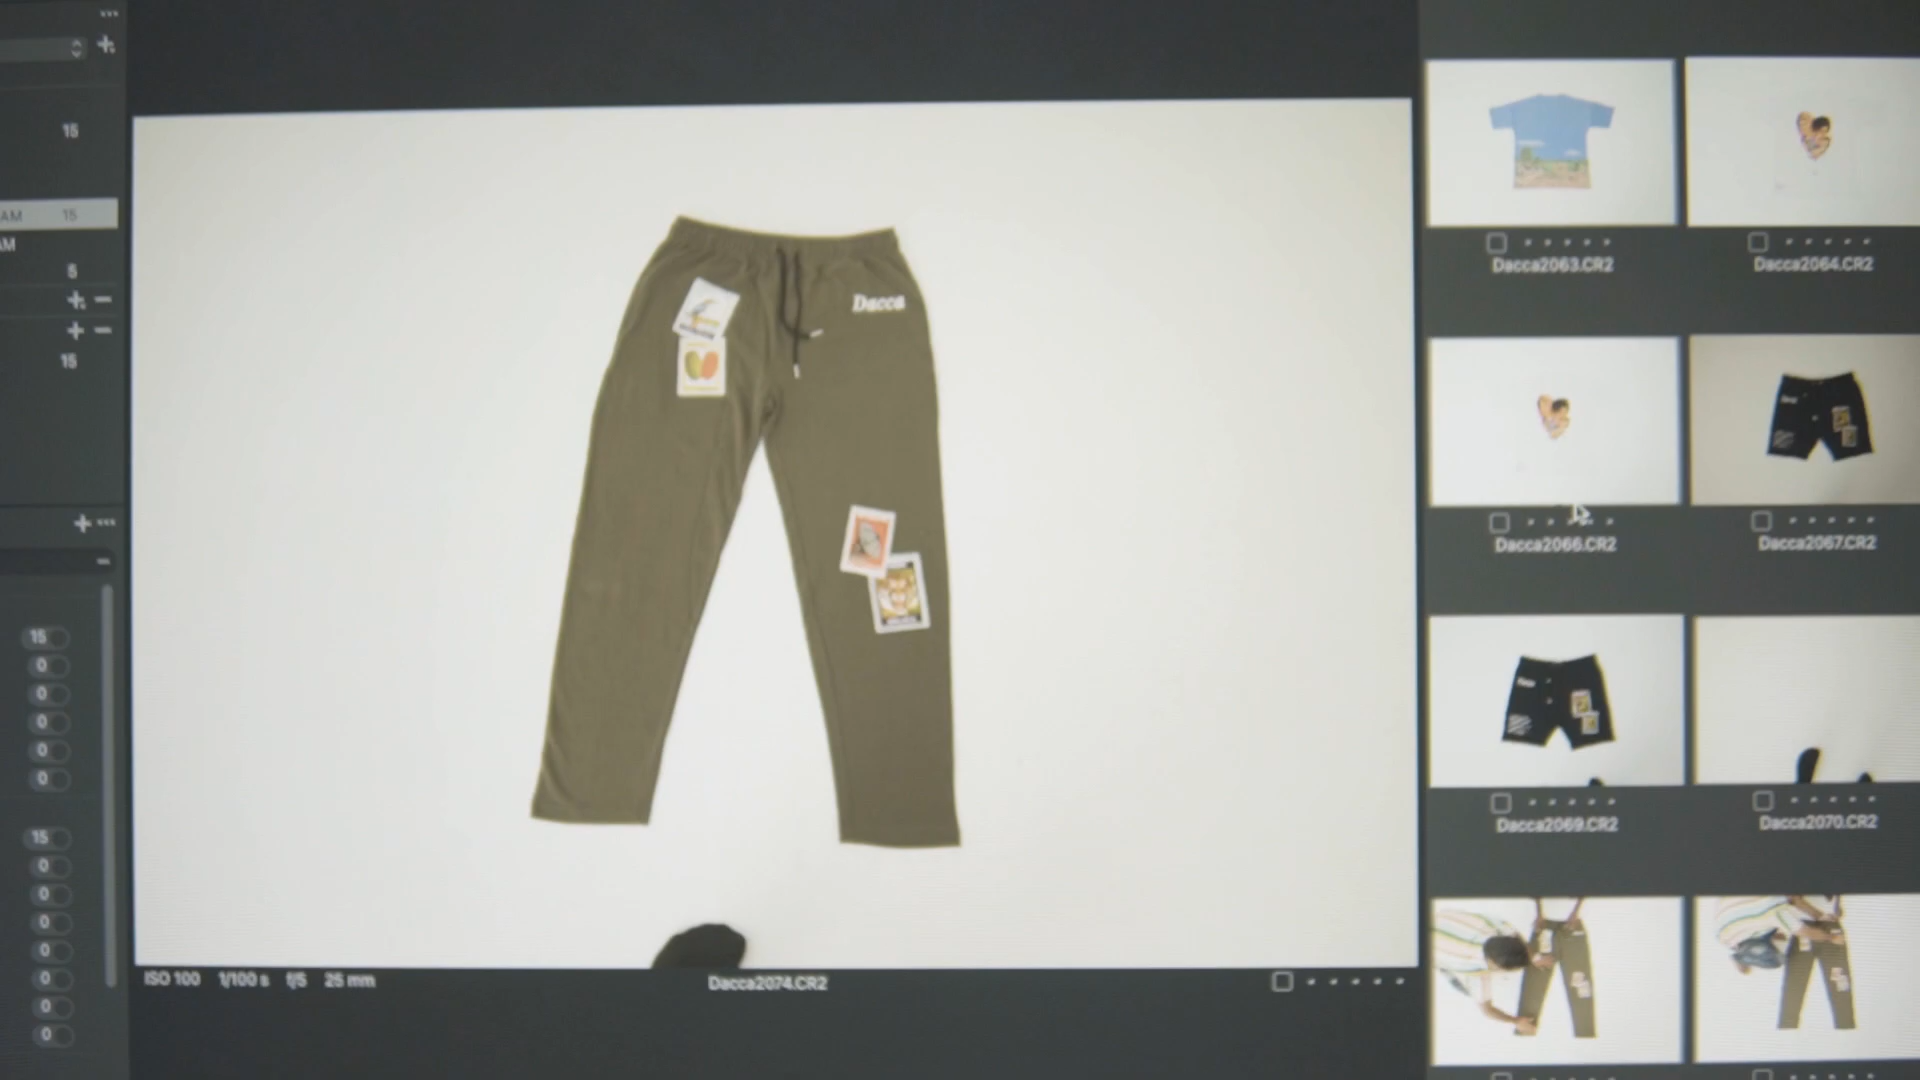 15
AM 15
AM
5
15
15
0
0
0
0
0
15
0
0
0
0
0
0
0
Dacca
ISO 100 1/100 s f/5 25 mm
Dacca2074.CR2
Dacca2063.CR2
Dacca2064.CR2
Dacca2066.CR2
Dacca2067.CR2
Dacca2069.CR2
Dacca2070.CR2